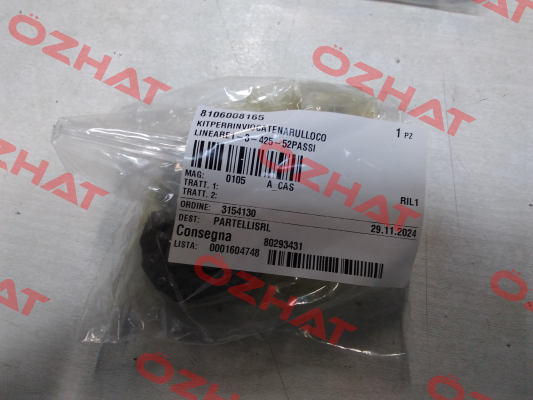 8106008165
KITPERRINVIOCATENARULLOCO 1 PZ
LINEARE1-3-425-52PASSI
MAG: 0105 A_CAS RIL1
TRATT. 1:
TRATT. 2:
ORDINE: 3154130 29.11.2024
DEST: PARTELLISRL
Consegna 80293431
LISTA: 0001604748
ÖZHAT
ÖZHAT
ÖZHAT
ÖZHAT
ÖZHAT
ÖZHAT